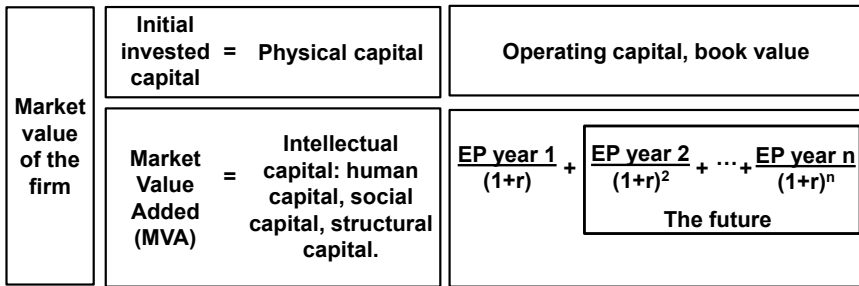 Market
value
of the
firm
Initial
invested
capital
=
Physical capital
Operating capital, book value
Market
Value
Added
(MVA)
=
Intellectual
capital: human
capital, social
capital, structural
capital.
EP year 1 + EP year 2 + ⋯ + EP year n
(1+r) (1+r)² (1+r)ⁿ
The future